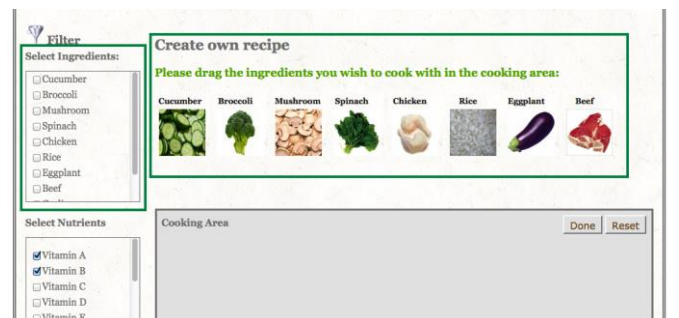 Filter
Select Ingredients:
Cucumber
Broccoli
Mushroom
Spinach
Chicken
Rice
Eggplant
Beef
Select Nutrients
Vitamin A
Vitamin B
Vitamin C
Vitamin D
Vitamin E
Create own recipe
Please drag the ingredients you wish to cook with in the cooking area:
Cucumber Broccoli Mushroom Spinach Chicken Rice Eggplant Beef
Cooking Area Done Reset